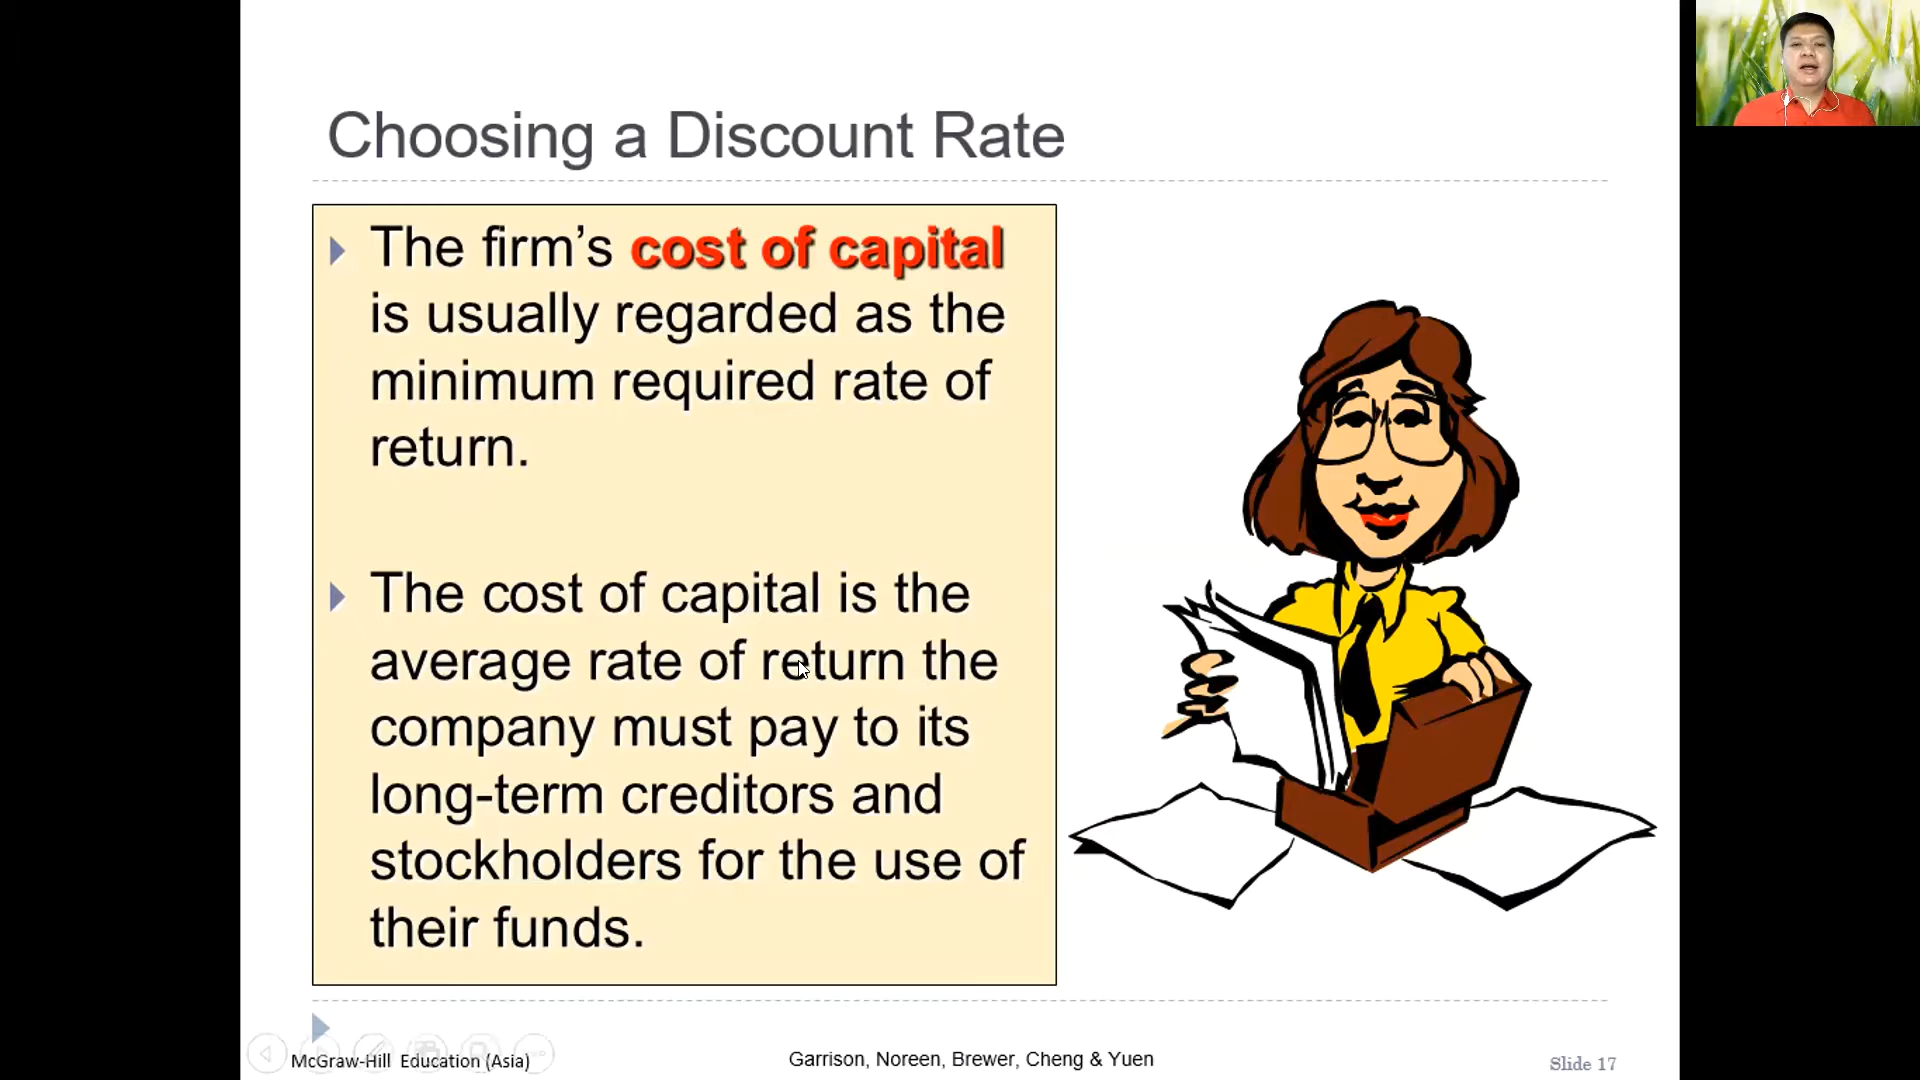 Choosing a Discount Rate
The firm’s cost of capital
is usually regarded as the
minimum required rate of
return.
The cost of capital is the
average rate of return the
company must pay to its
long-term creditors and
stockholders for the use of
their funds.
McGraw-Hill Education (Asia)
Garrison, Noreen, Brewer, Cheng & Yuen
Slide 17